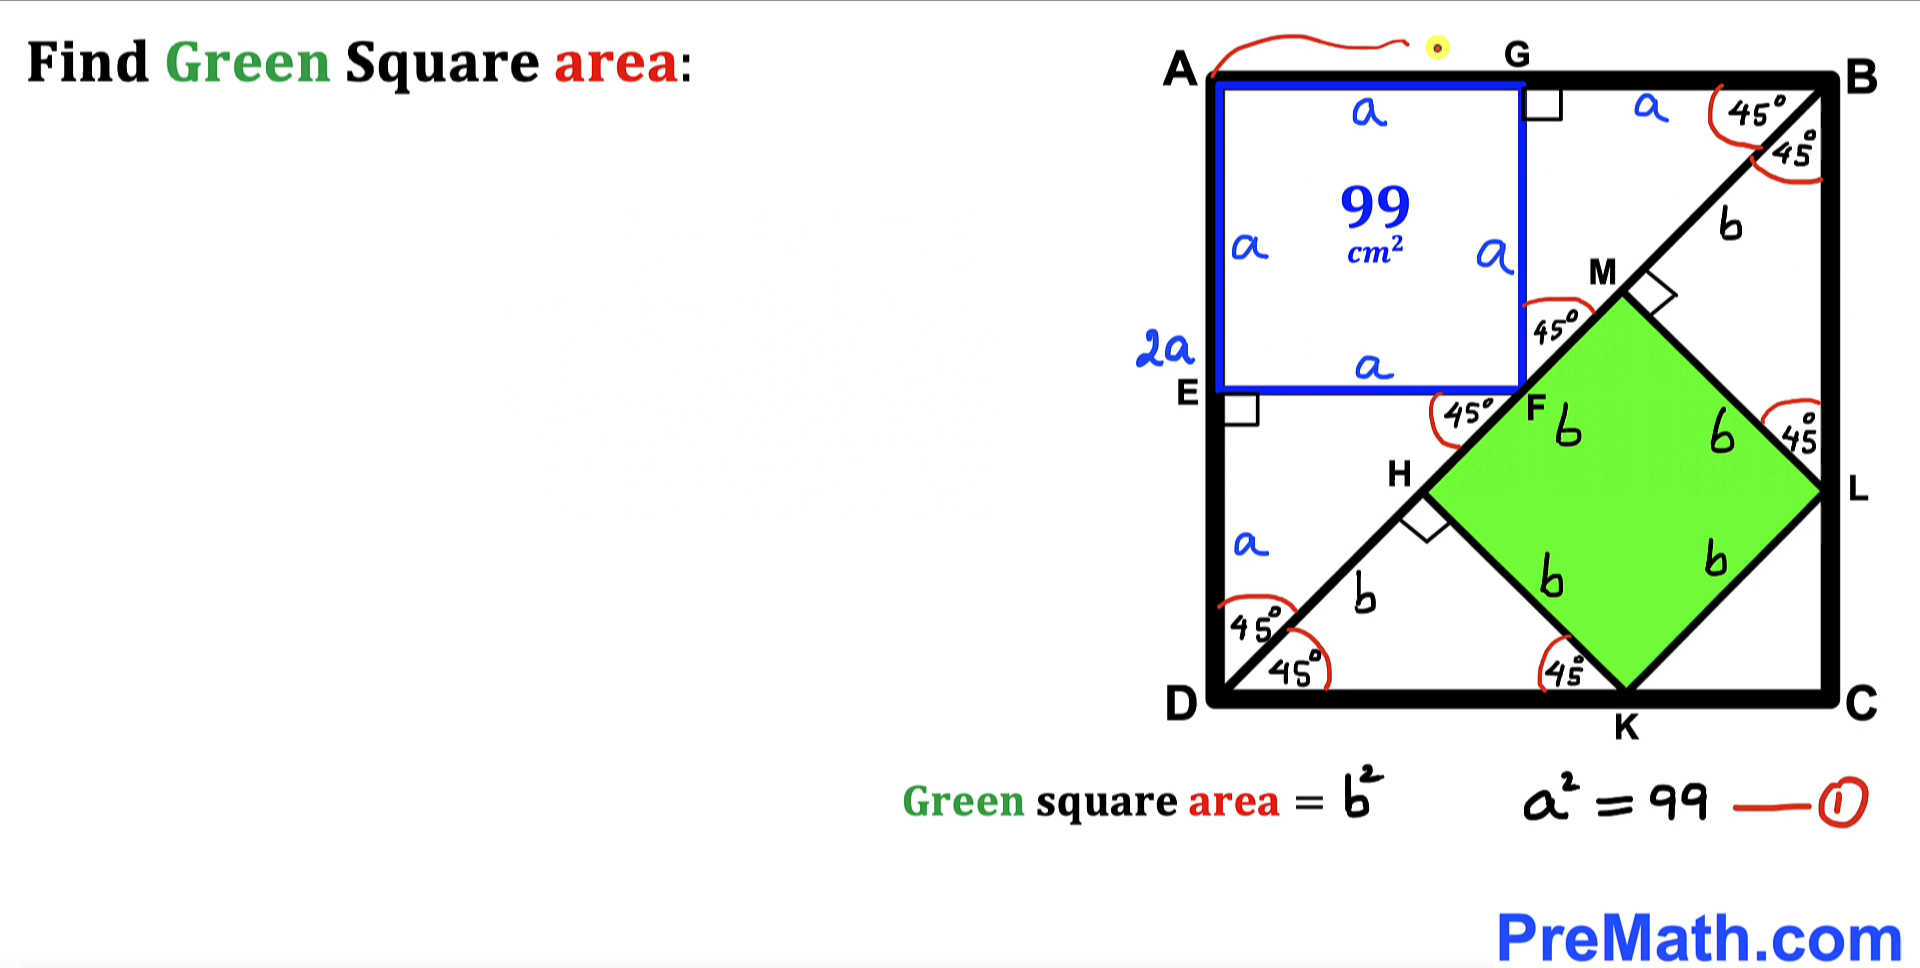 Find Green Square area:
A
G
B
a
a
45°
45°
99
cm²
a
a
b
M
45°
2a
E
a
45°
F
b
b
45°
H
L
a
b
b
b
45°
45°
45°
D
K
C
Green square area = b²
a² = 99 — ①
PreMath.com